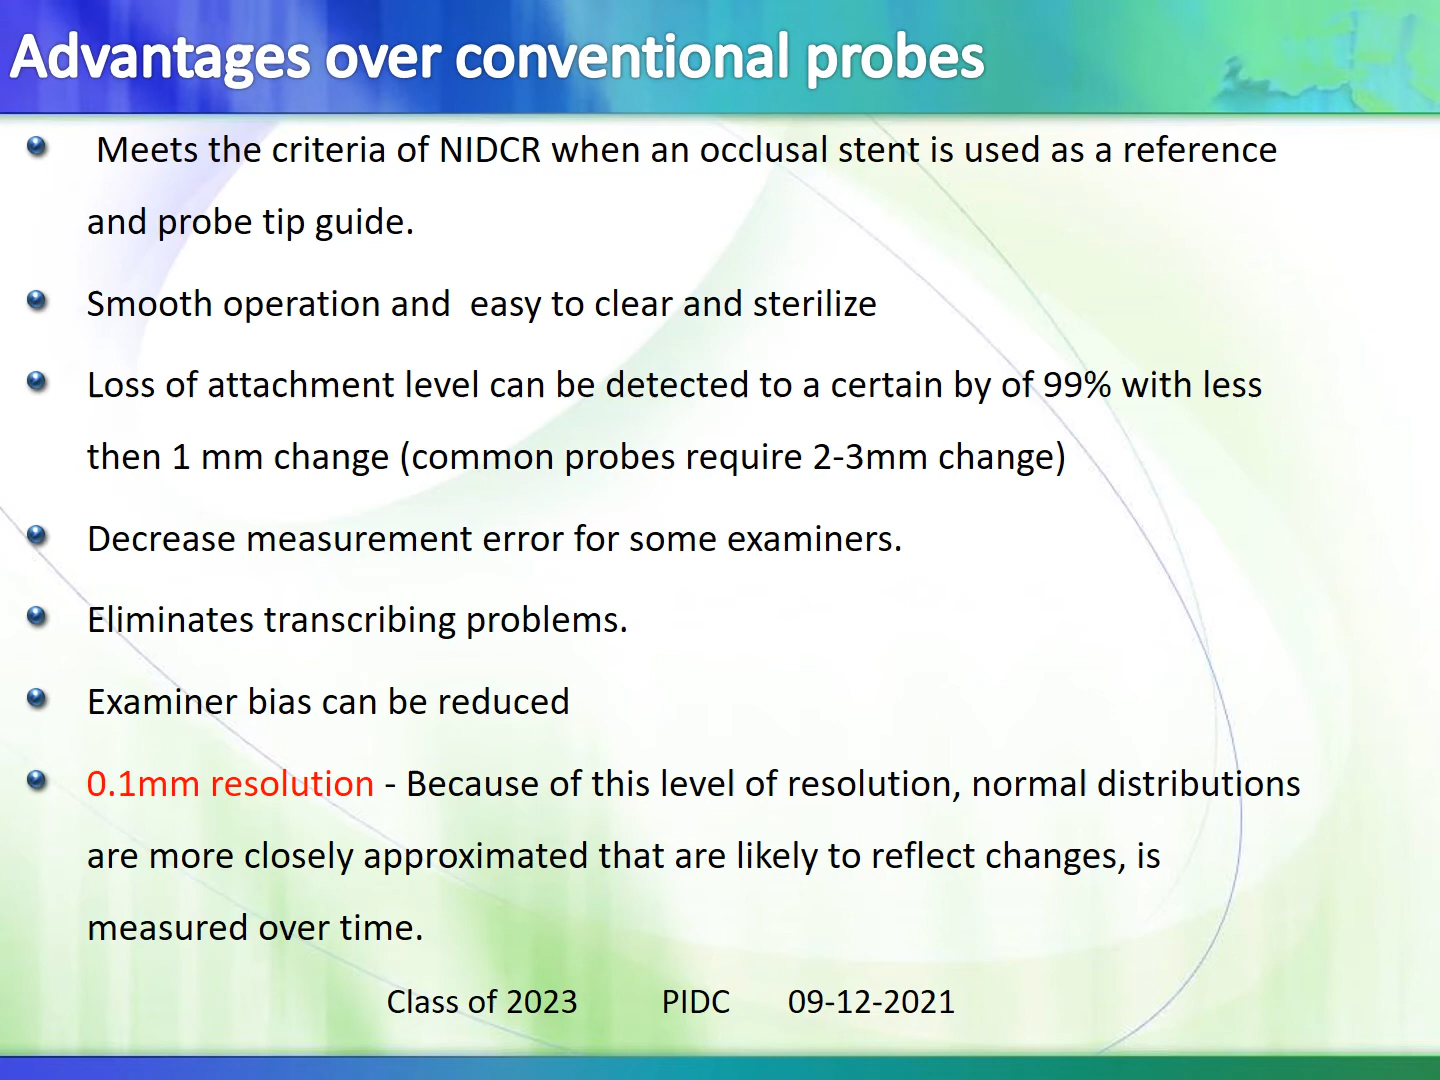 Advantages over conventional probes
Meets the criteria of NIDCR when an occlusal stent is used as a reference
and probe tip guide.
Smooth operation and  easy to clear and sterilize
Loss of attachment level can be detected to a certain by of 99% with less
then 1 mm change (common probes require 2-3mm change)
Decrease measurement error for some examiners.
Eliminates transcribing problems.
Examiner bias can be reduced
0.1mm resolution - Because of this level of resolution, normal distributions
are more closely approximated that are likely to reflect changes, is
measured over time.
Class of 2023 PIDC 09-12-2021